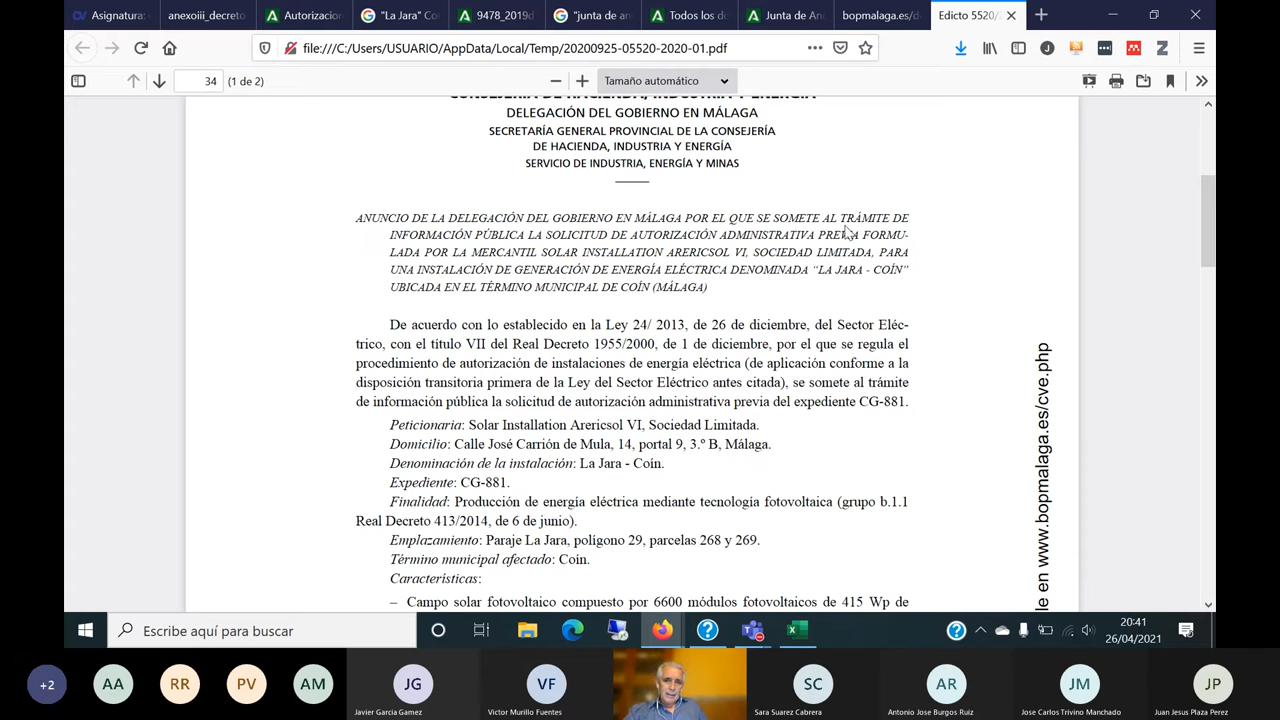 Asignatura:
anexoiii_decreto
Autorizacion
"La Jara" Co
9478_2019d
"junta de an
Todos los de
Junta de And
bopmalaga.es/de
Edicto 5520/
file:///C:/Users/USUARIO/AppData/Local/Temp/20200925-05520-2020-01.pdf
34 (1 de 2)
Tamaño automático
CONSEJERÍA DE HACIENDA, INDUSTRIA Y ENERGÍA
DELEGACIÓN DEL GOBIERNO EN MÁLAGA
SECRETARÍA GENERAL PROVINCIAL DE LA CONSEJERÍA
DE HACIENDA, INDUSTRIA Y ENERGÍA
SERVICIO DE INDUSTRIA, ENERGÍA Y MINAS
ANUNCIO DE LA DELEGACIÓN DEL GOBIERNO EN MÁLAGA POR EL QUE SE SOMETE AL TRÁMITE DE
INFORMACIÓN PÚBLICA LA SOLICITUD DE AUTORIZACIÓN ADMINISTRATIVA PREVIA FORMU-
LADA POR LA MERCANTIL SOLAR INSTALLATION ARERICSOL VI, SOCIEDAD LIMITADA, PARA
UNA INSTALACIÓN DE GENERACIÓN DE ENERGÍA ELÉCTRICA DENOMINADA “LA JARA - COÍN”
UBICADA EN EL TÉRMINO MUNICIPAL DE COÍN (MÁLAGA)
De acuerdo con lo establecido en la Ley 24/ 2013, de 26 de diciembre, del Sector Eléc-
trico, con el título VII del Real Decreto 1955/2000, de 1 de diciembre, por el que se regula el
procedimiento de autorización de instalaciones de energía eléctrica (de aplicación conforme a la
disposición transitoria primera de la Ley del Sector Eléctrico antes citada), se somete al trámite
de información pública la solicitud de autorización administrativa previa del expediente CG-881.
Peticionaria: Solar Installation Arericsol VI, Sociedad Limitada.
Domicilio: Calle José Carrión de Mula, 14, portal 9, 3.º B, Málaga.
Denominación de la instalación: La Jara - Coín.
Expediente: CG-881.
Finalidad: Producción de energía eléctrica mediante tecnología fotovoltaica (grupo b.1.1
Real Decreto 413/2014, de 6 de junio).
Emplazamiento: Paraje La Jara, polígono 29, parcelas 268 y 269.
Término municipal afectado: Coín.
Características:
– Campo solar fotovoltaico compuesto por 6600 módulos fotovoltaicos de 415 Wp de
le en www.bopmalaga.es/cve.php
Escribe aquí para buscar
20:41
26/04/2021
+2
AA
RR
PV
AM
JG
Javier Garcia Gamez
VF
Victor Murillo Fuentes
SC
Sara Suarez Cabrera
AR
Antonio Jose Burgos Ruiz
JM
Jose Carlos Trivino Manchado
JP
Juan Jesus Plaza Perez